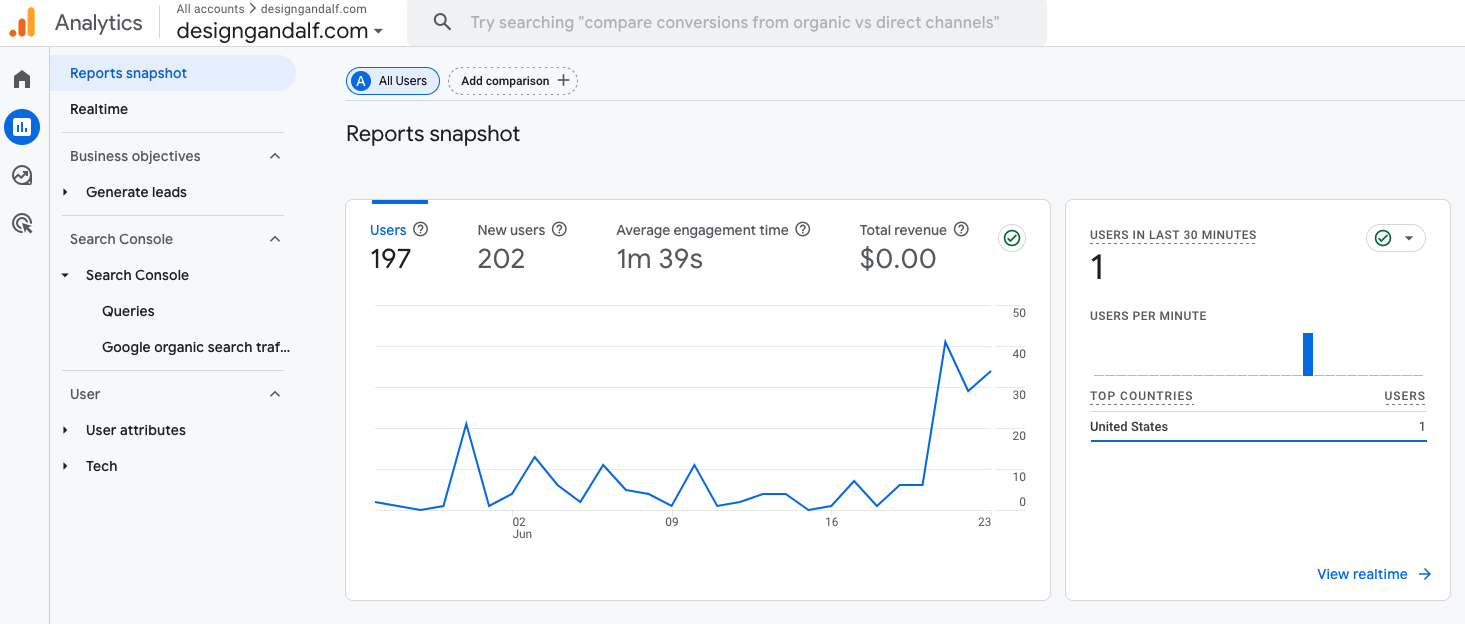 Analytics
All accounts > designgandalf.com
designgandalf.com
Try searching "compare conversions from organic vs direct channels"
Reports snapshot
Realtime
Business objectives
Generate leads
Search Console
Search Console
Queries
Google organic search traf...
User
User attributes
Tech
A All Users
Add comparison +
Reports snapshot
Users
197
New users
202
Average engagement time
1m 39s
Total revenue
$0.00
50
40
30
20
10
0
02
Jun
09
16
23
USERS IN LAST 30 MINUTES
1
USERS PER MINUTE
TOP COUNTRIES USERS
United States 1
View realtime